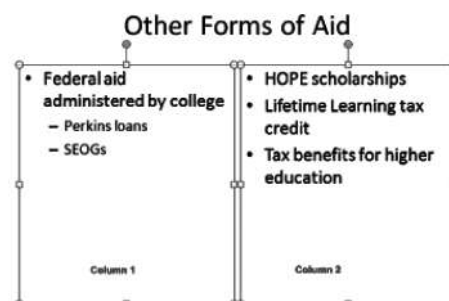 Other Forms of Aid
• Federal aid
administered by college
– Perkins loans
– SEOGs
Column 1
• HOPE scholarships
• Lifetime Learning tax
credit
• Tax benefits for higher
education
Column 2